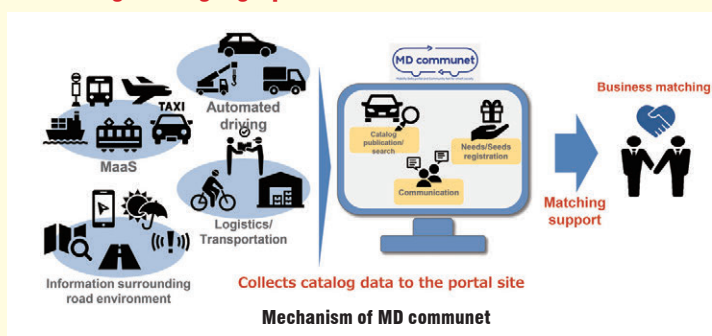 MD communet
Business matching
TAXI
Automated
driving
MaaS
Catalog
publication/
search
Needs/Seeds
registration
Communication
Logistics/
Transportation
Matching
support
Information surrounding
road environment
Collects catalog data to the portal site
Mechanism of MD communet